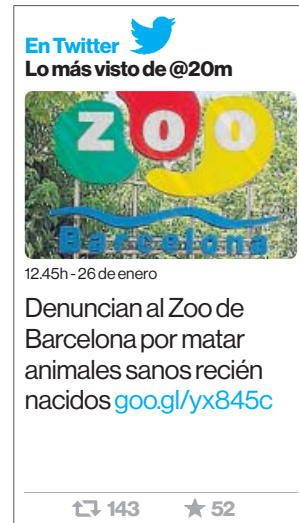 En Twitter
Lo más visto de @20m
zoo
Barcelona
12.45h - 26 de enero
Denuncian al Zoo de
Barcelona por matar
animales sanos recién
nacidos goo.gl/yx845c
143 52